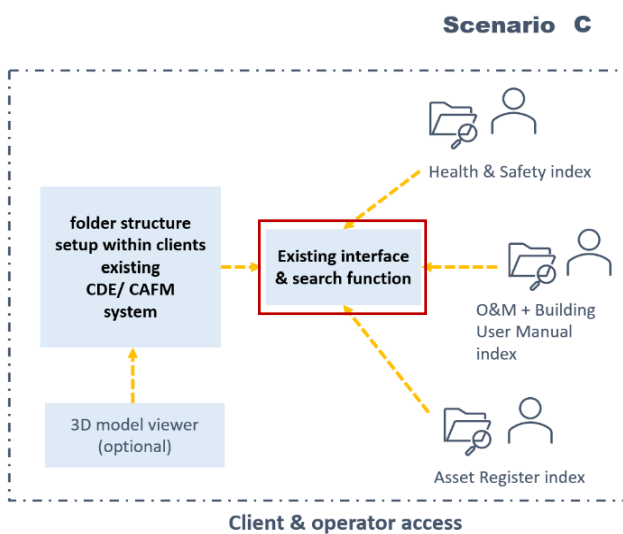 Scenario C
Health & Safety index
folder structure
setup within clients
existing
CDE/ CAFM
system
Existing interface
& search function
O&M + Building
User Manual
index
3D model viewer
(optional)
Asset Register index
Client & operator access